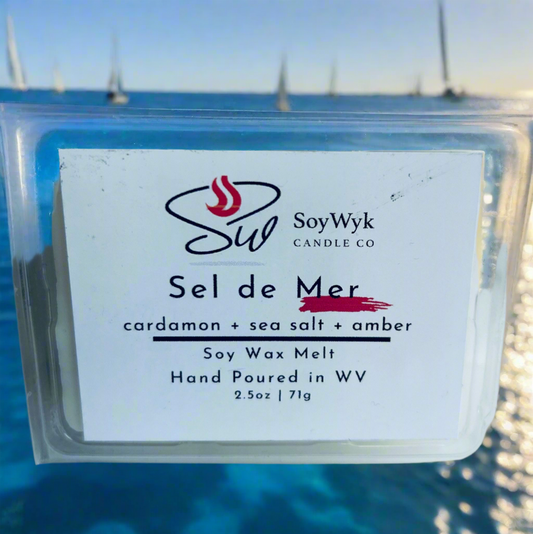 Sw
SoyWyk
CANDLE CO
Sel de Mer
cardamon + sea salt + amber
Soy Wax Melt
Hand Poured in WV
2.5oz | 71g